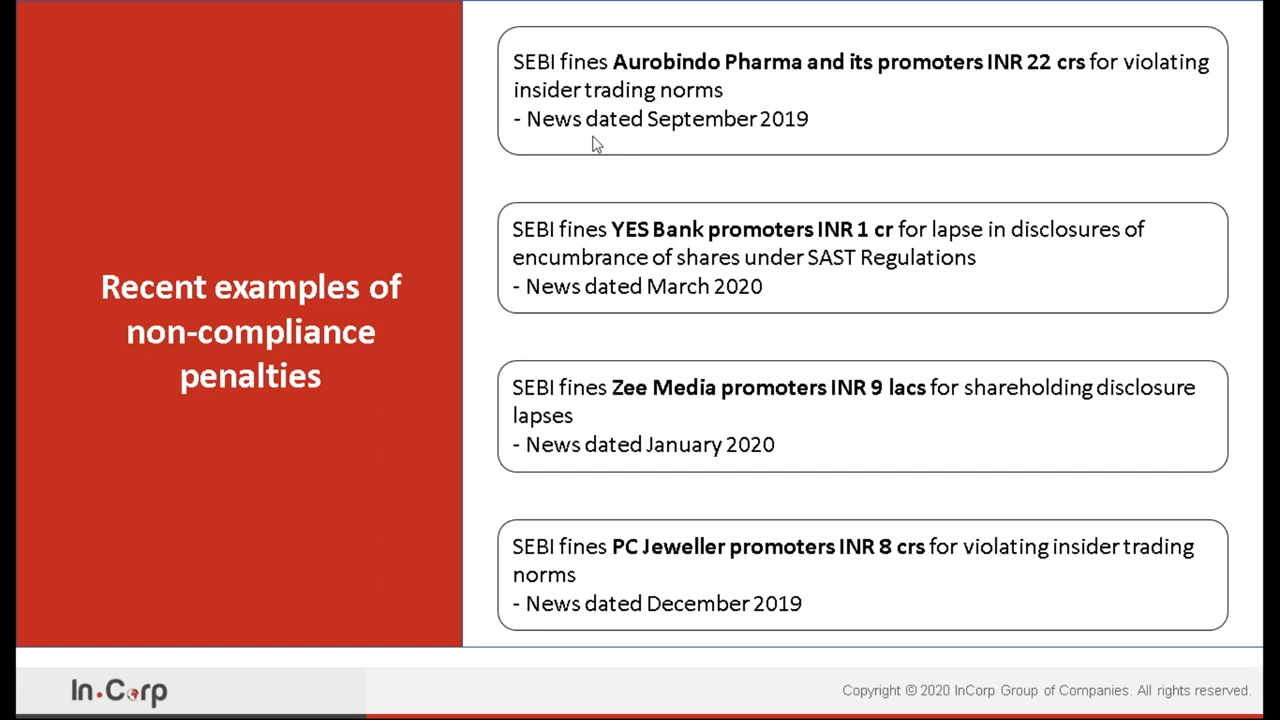 Recent examples of
non-compliance
penalties
SEBI fines Aurobindo Pharma and its promoters INR 22 crs for violating
insider trading norms
- News dated September 2019
SEBI fines YES Bank promoters INR 1 cr for lapse in disclosures of
encumbrance of shares under SAST Regulations
- News dated March 2020
SEBI fines Zee Media promoters INR 9 lacs for shareholding disclosure
lapses
- News dated January 2020
SEBI fines PC Jeweller promoters INR 8 crs for violating insider trading
norms
- News dated December 2019
In.Corp
Copyright © 2020 InCorp Group of Companies. All rights reserved.